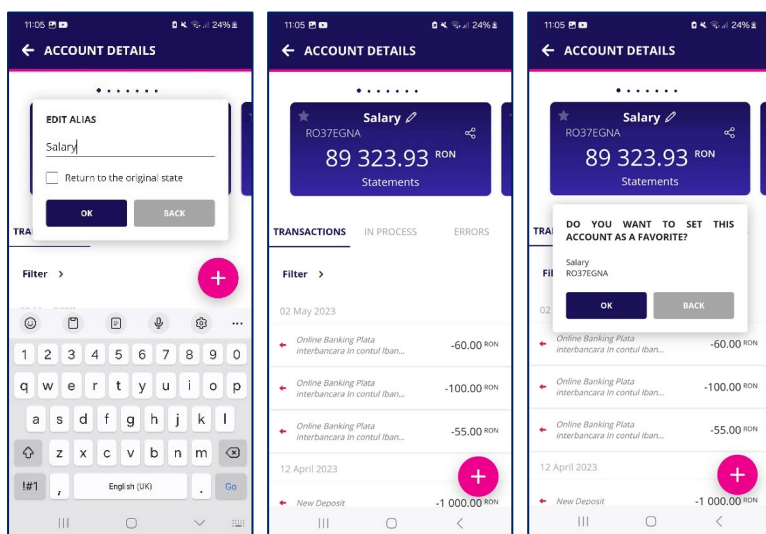 11:05
24%
ACCOUNT DETAILS
EDIT ALIAS
Salary
Return to the original state
OK BACK
TRA
Filter >
1 2 3 4 5 6 7 8 9 0
q w e r t y u i o p
a s d f g h j k l
z x c v b n m
!#1 , English (UK) . Go
11:05
24%
ACCOUNT DETAILS
Salary
RO37EGNA
89 323.93 RON
Statements
TRANSACTIONS IN PROCESS ERRORS
Filter >
02 May 2023
Online Banking Plata
interbancara In contul Iban...
-60.00 RON
Online Banking Plata
interbancara In contul Iban...
-100.00 RON
Online Banking Plata
interbancara In contul Iban...
-55.00 RON
12 April 2023
New Deposit
-1 000.00 RON
11:05
24%
ACCOUNT DETAILS
Salary
RO37EGNA
89 323.93 RON
Statements
TRA
DO YOU WANT TO SET THIS
ACCOUNT AS A FAVORITE?
Salary
RO37EGNA
OK BACK
Fil
02
Online Banking Plata
interbancara In contul Iban...
-60.00 RON
Online Banking Plata
interbancara In contul Iban...
-100.00 RON
Online Banking Plata
interbancara In contul Iban...
-55.00 RON
12 April 2023
New Deposit
-1 000.00 RON